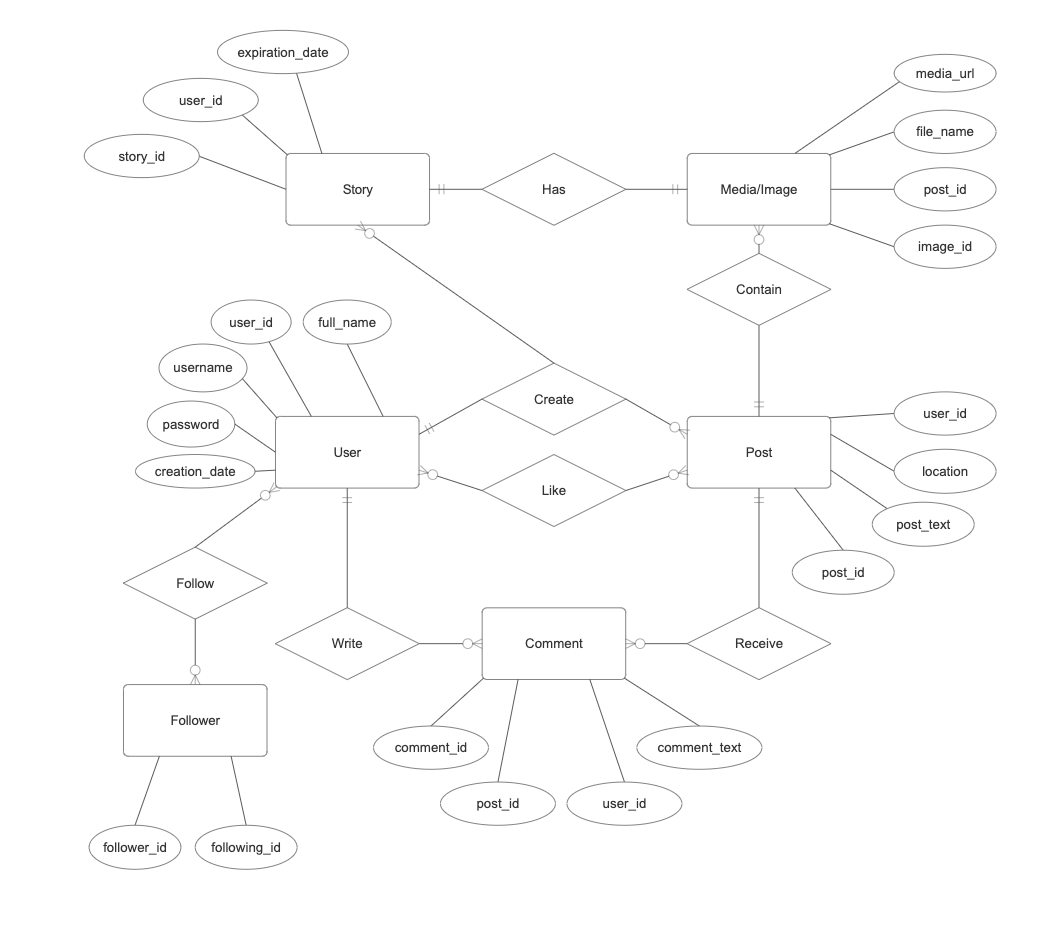 expiration_date
media_url
user_id
file_name
story_id
Story
Has
Media/Image
post_id
image_id
Contain
user_id
full_name
username
Create
user_id
password
User
Post
creation_date
location
Like
post_text
post_id
Follow
Write
Comment
Receive
Follower
comment_id
comment_text
post_id
user_id
follower_id
following_id